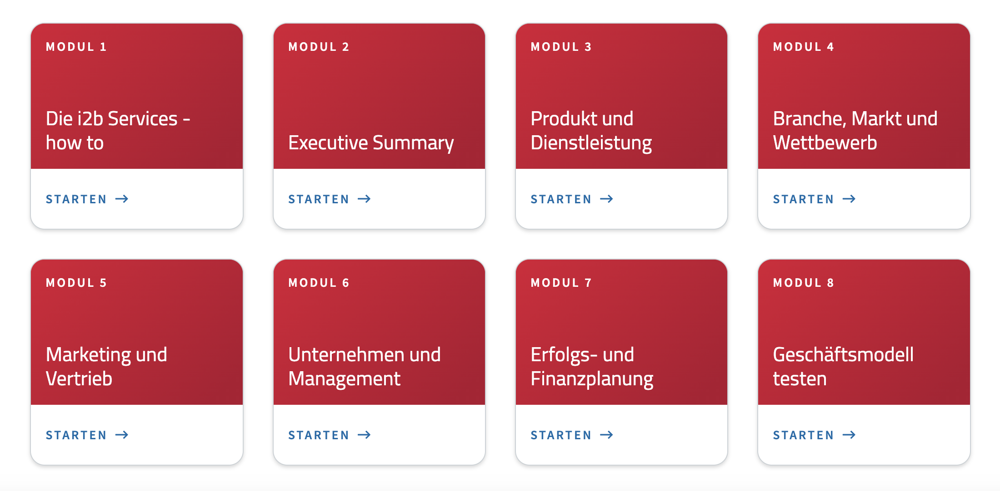 MODUL 1
Die i2b Services -
how to
STARTEN →
MODUL 2
Executive Summary
STARTEN →
MODUL 3
Produkt und
Dienstleistung
STARTEN →
MODUL 4
Branche, Markt und
Wettbewerb
STARTEN →
MODUL 5
Marketing und
Vertrieb
STARTEN →
MODUL 6
Unternehmen und
Management
STARTEN →
MODUL 7
Erfolgs- und
Finanzplanung
STARTEN →
MODUL 8
Geschäftsmodell
testen
STARTEN →